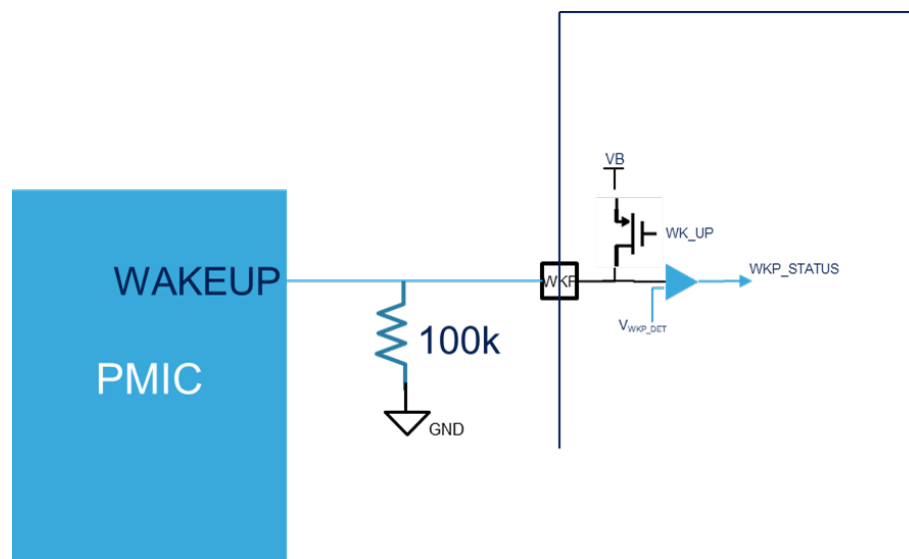 VB
WK_UP
WAKEUP
WKP
WKP_STATUS
100k
VWKP_DET
PMIC
GND